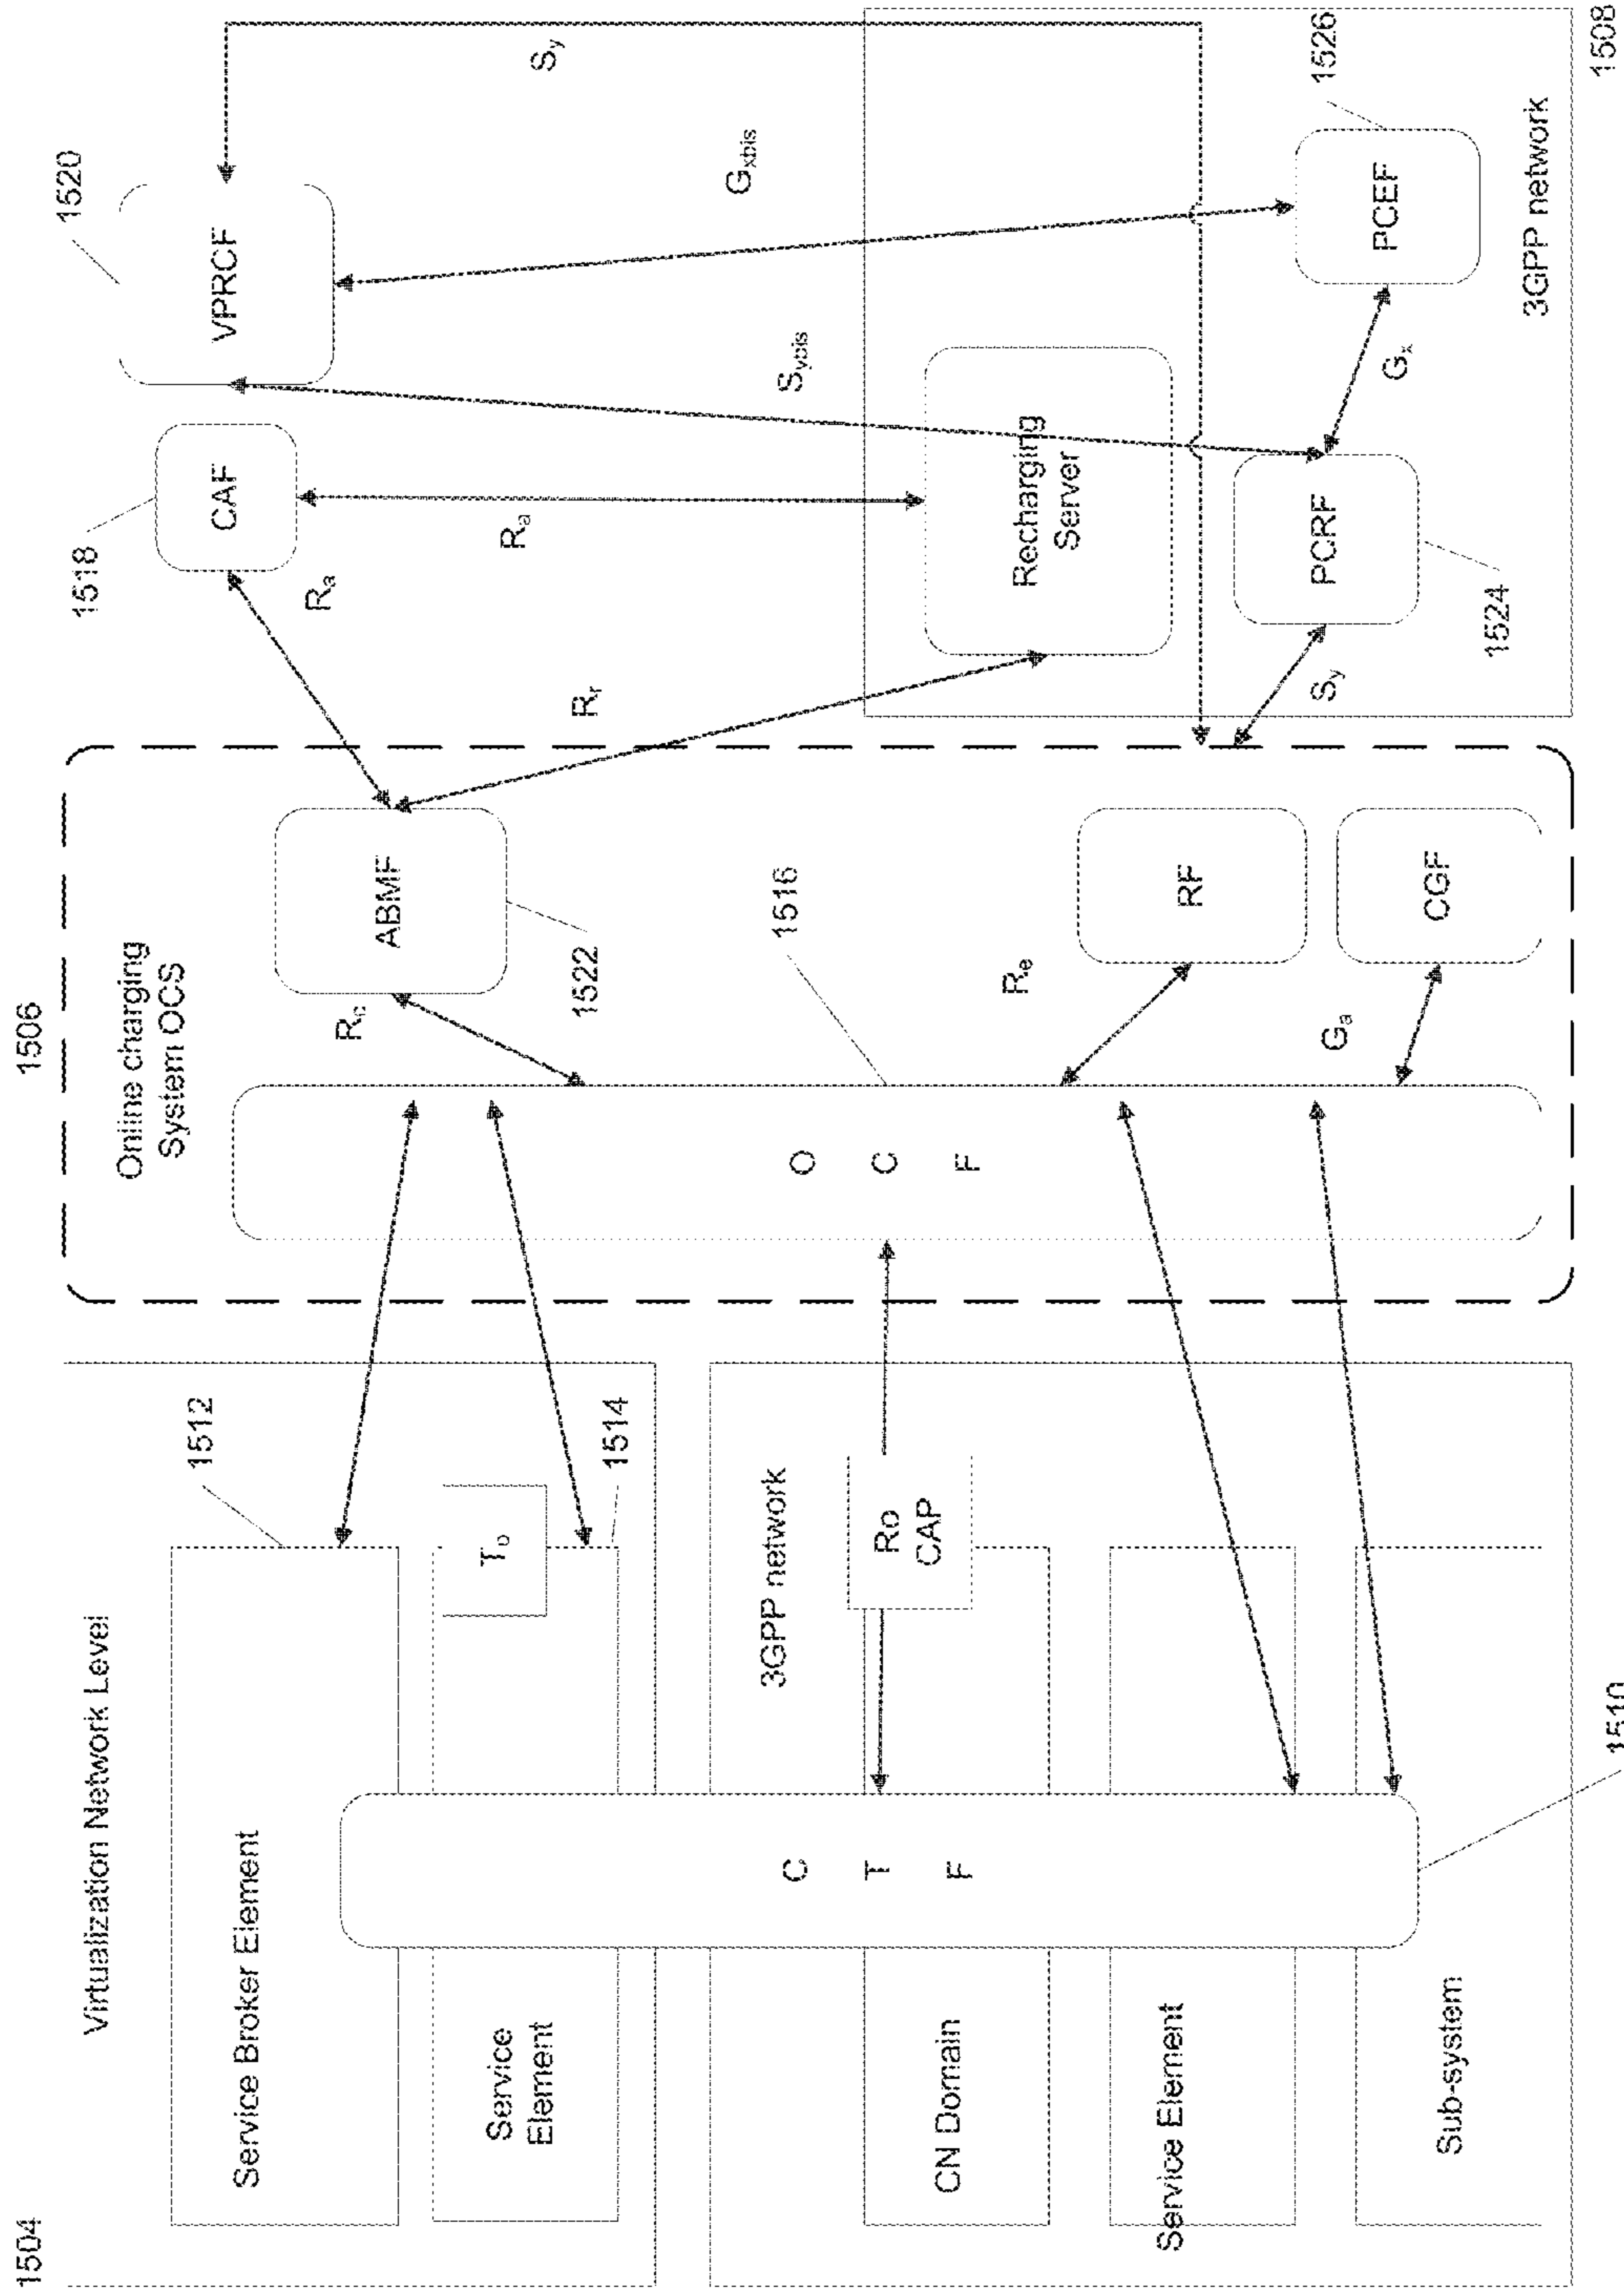 1504
1506
1508
Virtualization Network Level
Service Broker Element
1512
Service
Element
To
1514
3GPP network
CN Domain
Ro
CAP
Service Element
Sub-system
C
T
F
1510
Online charging
System OCS
O
C
F
1516
Rc
ABMF
1522
Re
RF
Ga
CGF
1518
CAF
Ra
Ra
Rr
1520
VPRCF
Sy
Sybis
Gxbis
Recharging
Server
PCRF
1524
Sy
Gx
PCEF
1526
3GPP network